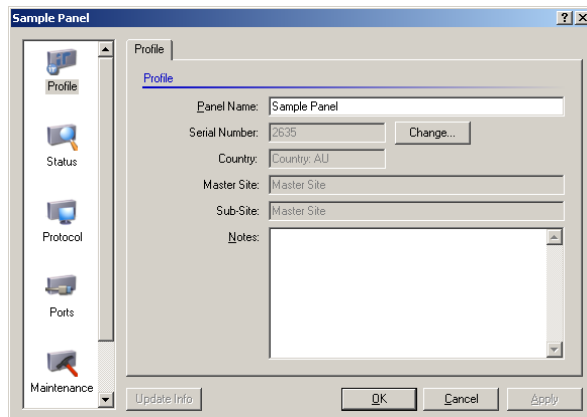 Sample Panel
Profile
Status
Protocol
Ports
Maintenance
Profile
Profile
Panel Name: Sample Panel
Serial Number: 2635 Change...
Country: Country: AU
Master Site: Master Site
Sub-Site: Master Site
Notes:
Update Info OK Cancel Apply